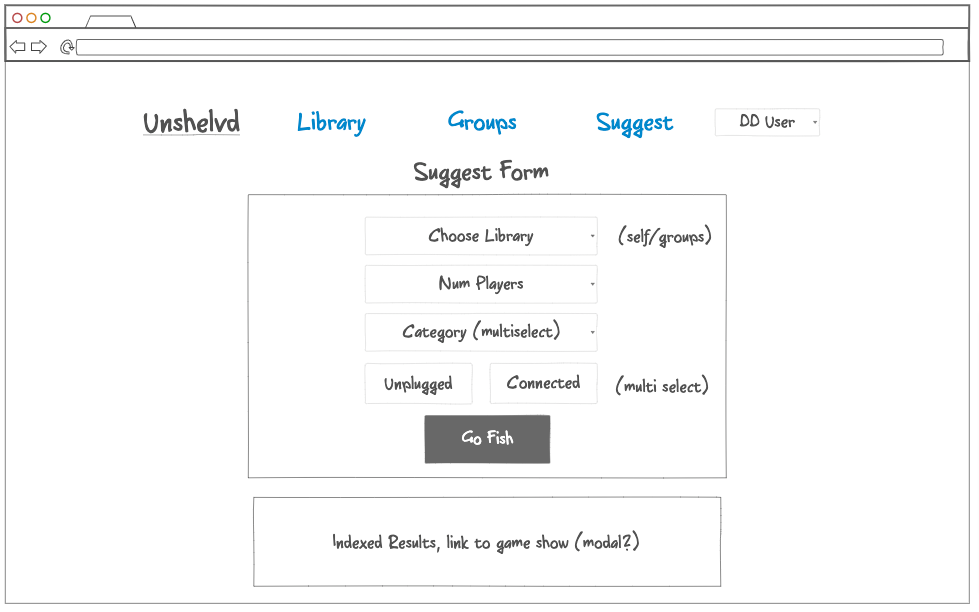 Unshelvd Library Groups Suggest DD User
Suggest Form
Choose Library (self/groups)
Num Players
Category (multiselect)
Unplugged Connected (multi select)
Go Fish
Indexed Results, link to game show (modal?)